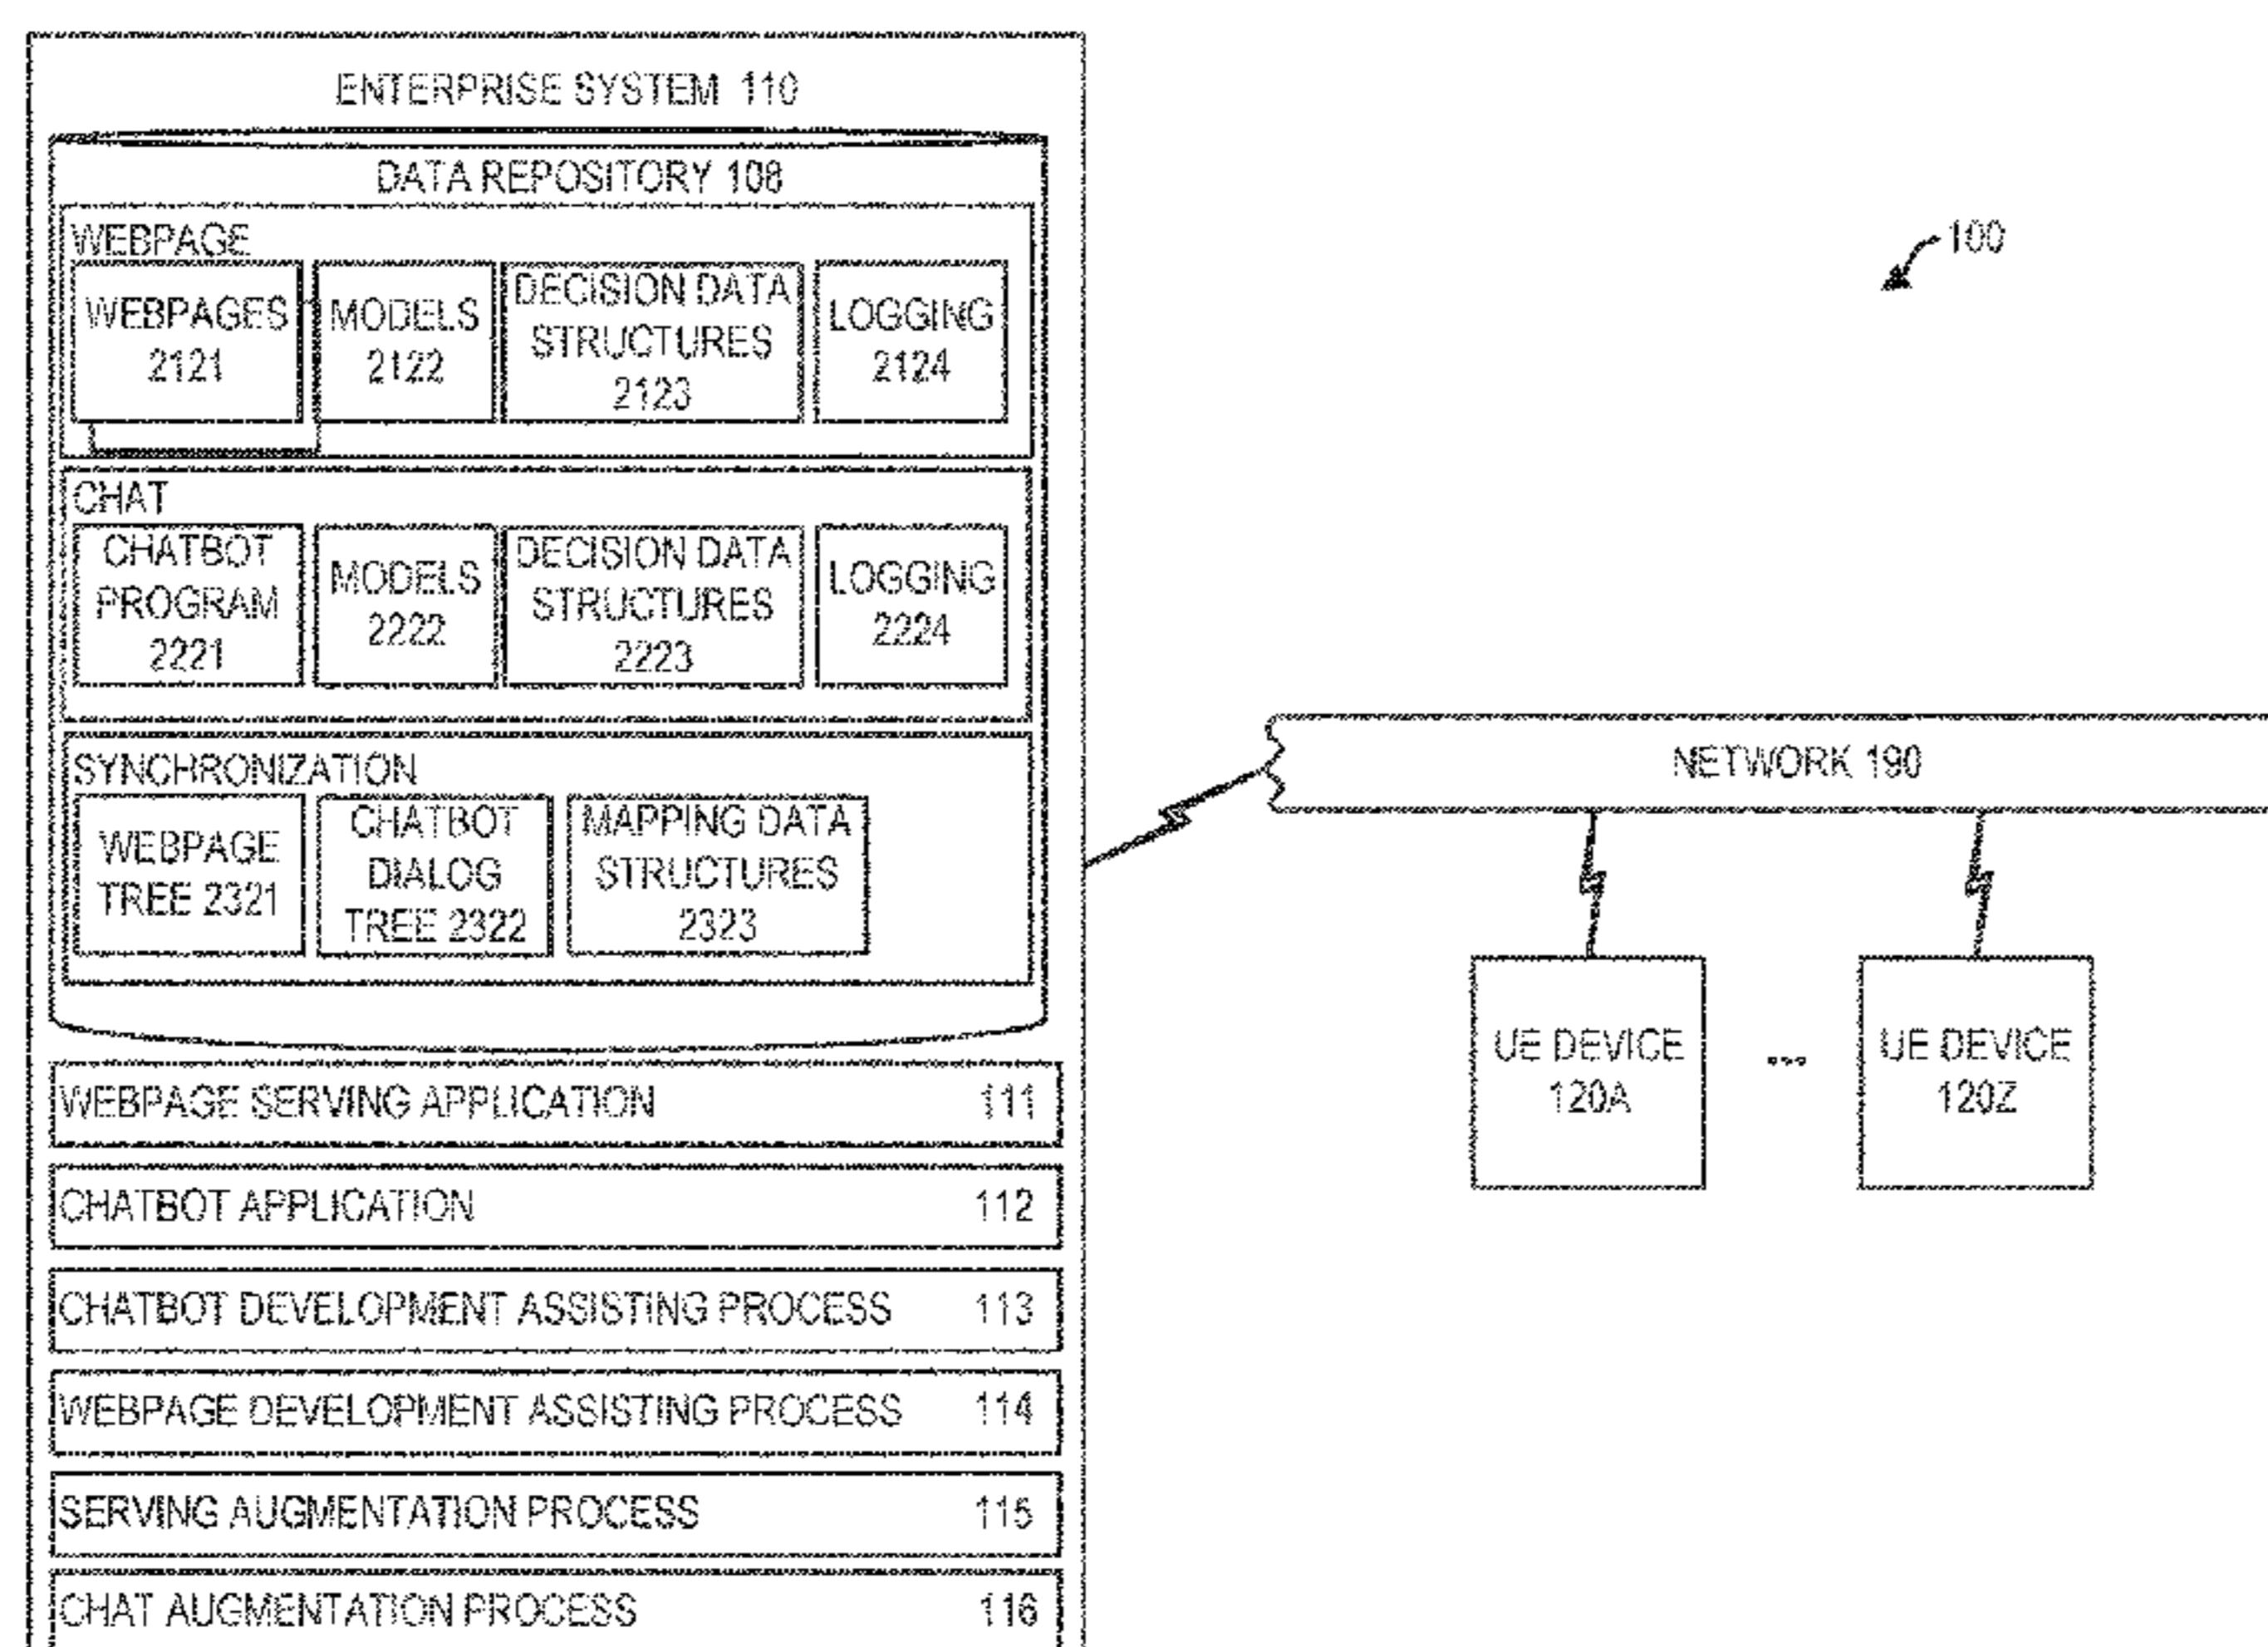 ENTERPRISE SYSTEM 110
DATA REPOSITORY 108
WEBPAGE
WEBPAGES
2121
MODELS
2122
DECISION DATA
STRUCTURES
2123
LOGGING
2124
CHAT
CHATBOT
PROGRAM
2221
MODELS
2222
DECISION DATA
STRUCTURES
2223
LOGGING
2224
SYNCHRONIZATION
WEBPAGE
TREE 2321
CHATBOT
DIALOG
TREE 2322
MAPPING DATA
STRUCTURES
2323
WEBPAGE SERVING APPLICATION 111
CHATBOT APPLICATION 112
CHATBOT DEVELOPMENT ASSISTING PROCESS 113
WEBPAGE DEVELOPMENT ASSISTING PROCESS 114
SERVING AUGMENTATION PROCESS 115
CHAT AUGMENTATION PROCESS 116
100
NETWORK 190
UE DEVICE
120A
...
UE DEVICE
120Z